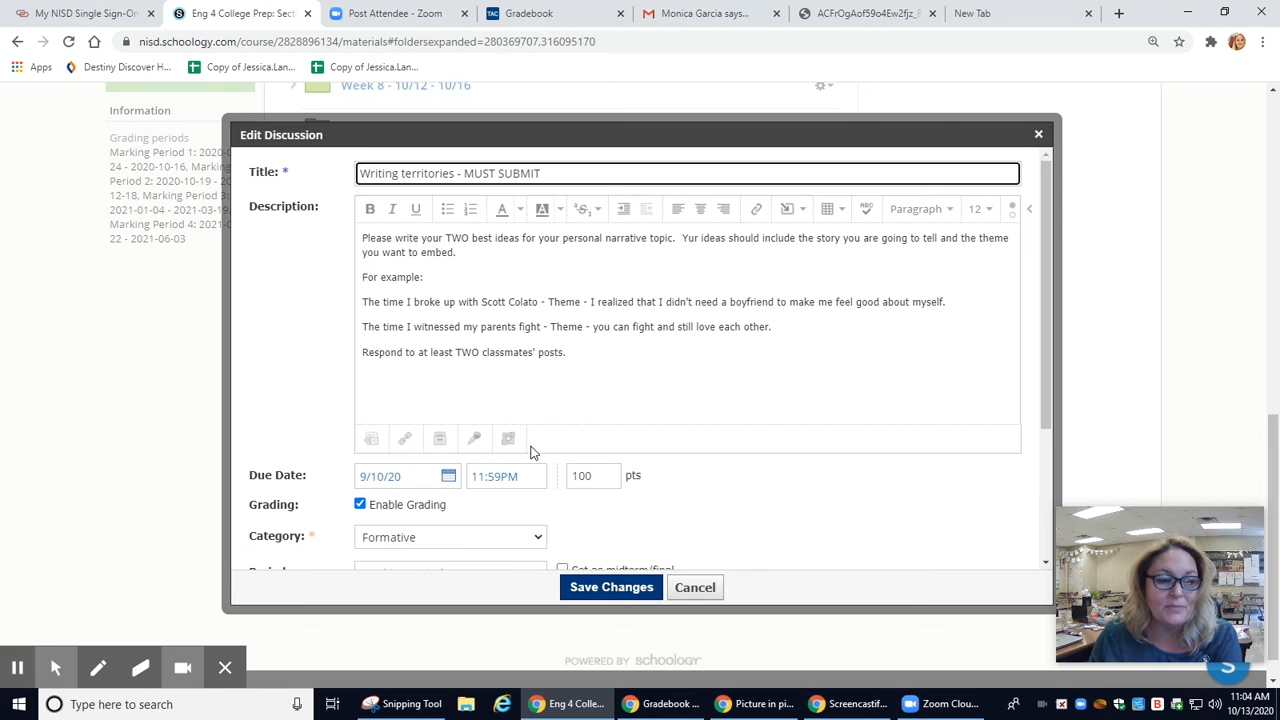 My NISD Single Sign-On
Eng 4 College Prep: Secti
Post Attendee - Zoom
TAC
Gradebook
Monica Garcia says...
ACFrOgAof59o4Ew2fjz_
New Tab
nisd.schoology.com/course/2828896134/materials#foldersexpanded=280369707,316095170
Apps
Destiny Discover H...
Copy of Jessica.Lan...
Copy of Jessica.Lan...
Week 8 - 10/12 - 10/16
Information
Grading periods
Marking Period 1: 2020-
24 - 2020-10-16, Marking
Period 2: 2020-10-19 -
12-18, Marking Period
2021-01-04 - 2021-03-19,
Period 4: 2021-
22 - 2021-06-03
Edit Discussion
Title: *
Writing territories - MUST SUBMIT
Description:
B I U
Paragraph
12
Please write your TWO best ideas for your personal narrative topic. Yur ideas should include the story you are going to tell and the theme
you want to embed.
For example:
The time I broke up with Scott Colato - Theme - I realized that I didn't need a boyfriend to make me feel good about myself.
The time I witnessed my parents fight - Theme - you can fight and still love each other.
Respond to at least TWO classmates' posts.
Due Date:
9/10/20
11:59PM
100
pts
Grading:
Enable Grading
Category: *
Formative
Set as midterm/final
Save Changes
Cancel
POWERED BY schoology
Type here to search
Snipping Tool
Eng 4 Colle...
Gradebook ...
Picture in pi...
Screencastif...
Zoom Clou...
11:04 AM
10/13/2020